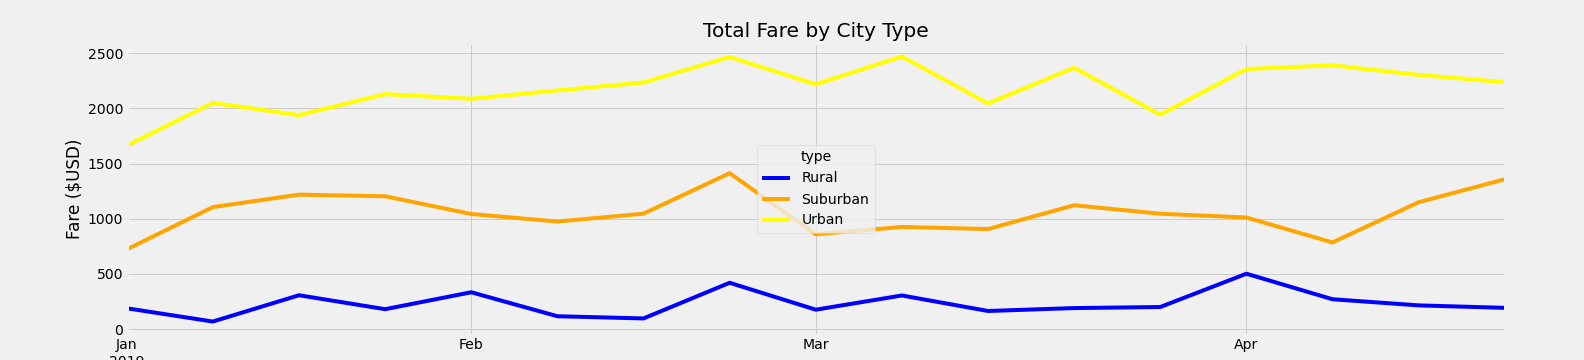 Total Fare by City Type
Fare ($USD)
2500
2000
1500
1000
500
0
type
Rural
Suburban
Urban
Jan
Feb
Mar
Apr
2019